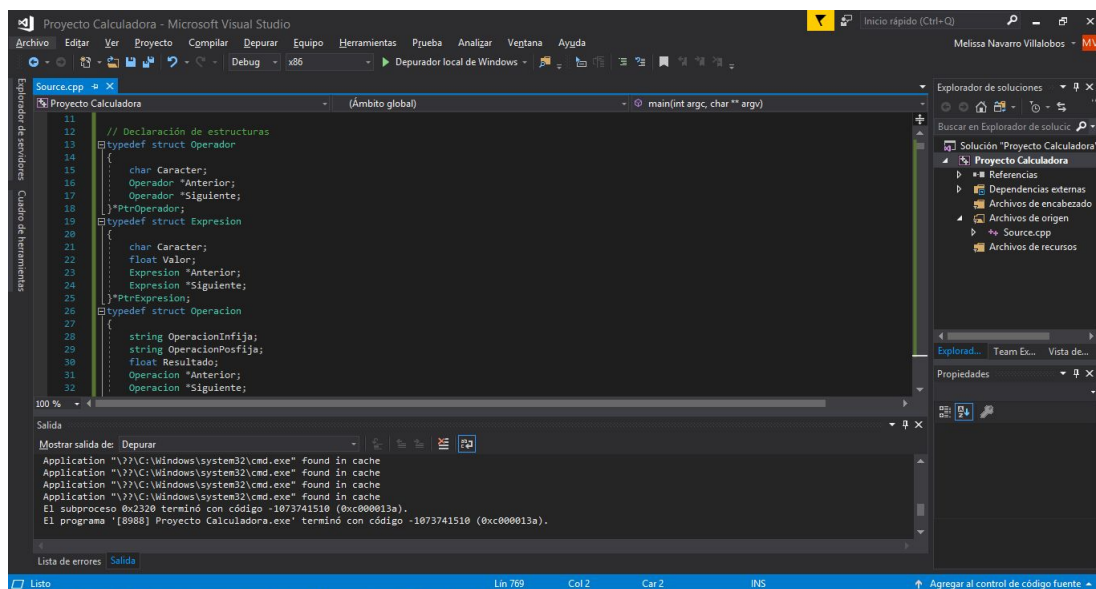 Proyecto Calculadora - Microsoft Visual Studio
Inicio rápido (Ctrl+Q)
Archivo Editar Ver Proyecto Compilar Depurar Equipo Herramientas Prueba Analizar Ventana Ayuda
Melissa Navarro Villalobos
MV
Debug x86 Depurador local de Windows
Explorador de servidores
Cuadro de herramientas
Source.cpp
Proyecto Calculadora (Ámbito global) main(int argc, char ** argv)
11
12 // Declaración de estructuras
13 typedef struct Operador
14 {
15 char Caracter;
16 Operador *Anterior;
17 Operador *Siguiente;
18 }*PtrOperador;
19 typedef struct Expresion
20 {
21 char Caracter;
22 float Valor;
23 Expresion *Anterior;
24 Expresion *Siguiente;
25 }*PtrExpresion;
26 typedef struct Operacion
27 {
28 string OperacionInfija;
29 string OperacionPosfija;
30 float Resultado;
31 Operacion *Anterior;
32 Operacion *Siguiente;
100 %
Salida
Mostrar salida de: Depurar
Application "\??\C:\Windows\system32\cmd.exe" found in cache
Application "\??\C:\Windows\system32\cmd.exe" found in cache
Application "\??\C:\Windows\system32\cmd.exe" found in cache
Application "\??\C:\Windows\system32\cmd.exe" found in cache
El subproceso 0x2320 terminó con código -1073741510 (0xc000013a).
El programa '[8988] Proyecto Calculadora.exe' terminó con código -1073741510 (0xc000013a).
Lista de errores Salida
Explorador de soluciones
Buscar en Explorador de solucic
Solución "Proyecto Calculadora"
Proyecto Calculadora
Referencias
Dependencias externas
Archivos de encabezado
Archivos de origen
Source.cpp
Archivos de recursos
Explorad... Team Ex... Vista de...
Propiedades
Listo Lín 769 Col 2 Car 2 INS Agregar al control de código fuente